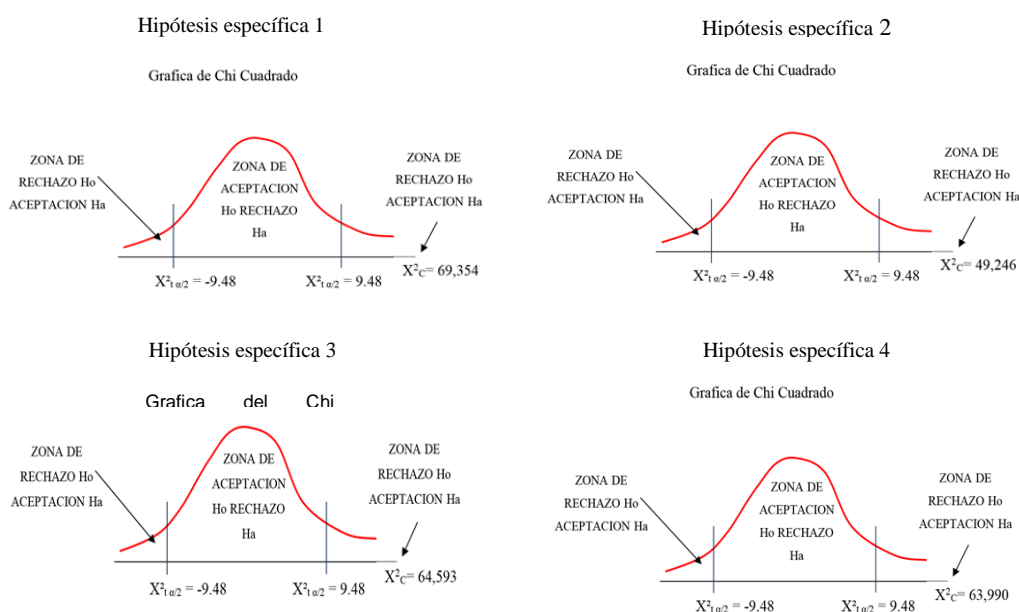 Hipótesis específica 1
Grafica de Chi Cuadrado
ZONA DE
RECHAZO Ho
ACEPTACION Ha
ZONA DE
ACEPTACION
Ho RECHAZO
Ha
ZONA DE
RECHAZO Ho
ACEPTACION Ha
X²t α/2 = -9.48
X²t α/2 = 9.48
X²C= 69,354
Hipótesis específica 2
Grafica de Chi Cuadrado
ZONA DE
RECHAZO Ho
ACEPTACION Ha
ZONA DE
ACEPTACION
Ho RECHAZO
Ha
ZONA DE
RECHAZO Ho
ACEPTACION Ha
X²t α/2 = -9.48
X²t α/2 = 9.48
X²C= 49,246
Hipótesis específica 3
Grafica del Chi
ZONA DE
RECHAZO Ho
ACEPTACION Ha
ZONA DE
ACEPTACION
Ho RECHAZO
Ha
ZONA DE
RECHAZO Ho
ACEPTACION Ha
X²t α/2 = -9.48
X²t α/2 = 9.48
X²C= 64,593
Hipótesis específica 4
Grafica de Chi Cuadrado
ZONA DE
RECHAZO Ho
ACEPTACION Ha
ZONA DE
ACEPTACION
Ho RECHAZO
Ha
ZONA DE
RECHAZO Ho
ACEPTACION Ha
X²t α/2 = -9.48
X²t α/2 = 9.48
X²C= 63,990